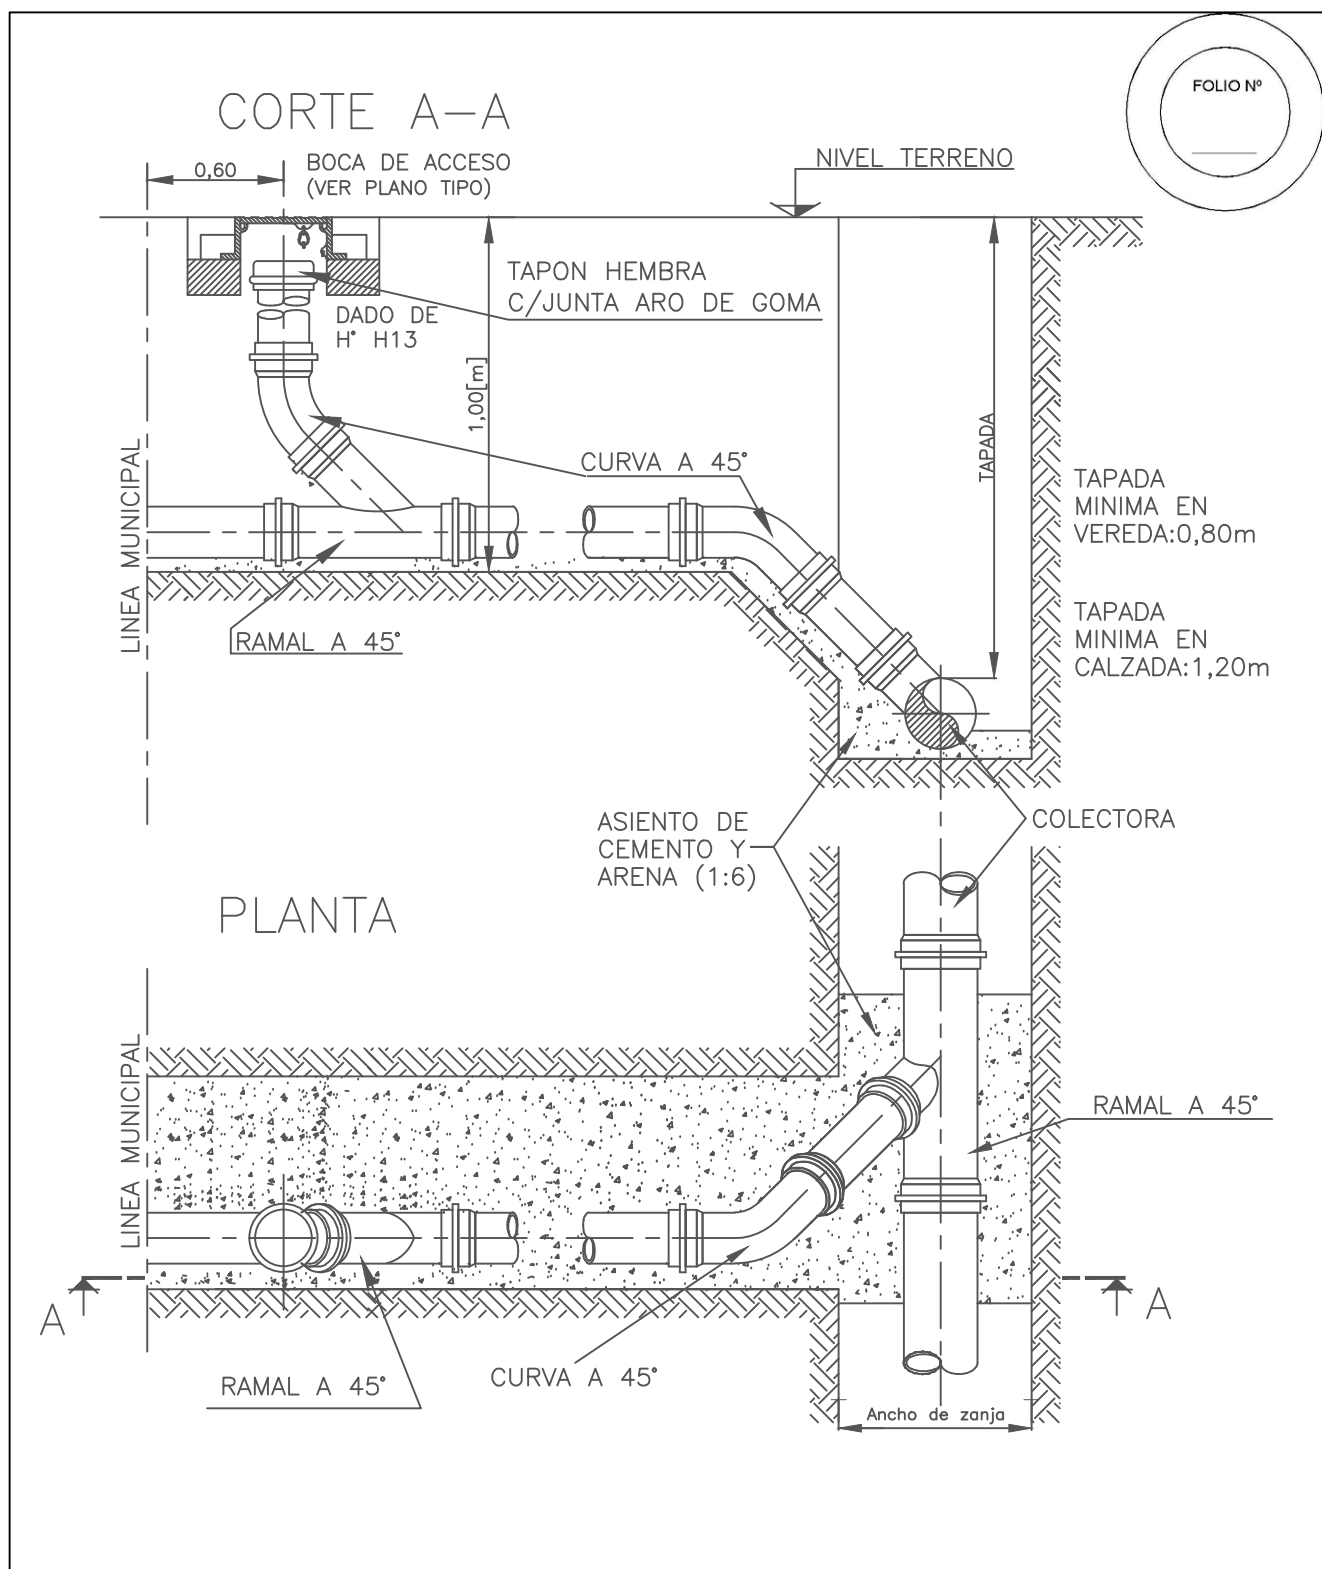 FOLIO Nº
CORTE A-A
0,60
BOCA DE ACCESO
(VER PLANO TIPO)
NIVEL TERRENO
TAPON HEMBRA
C/JUNTA ARO DE GOMA
DADO DE
H° H13
1,00[m]
TAPADA
CURVA A 45°
LINEA MUNICIPAL
TAPADA
MINIMA EN
VEREDA:0,80m
RAMAL A 45°
TAPADA
MINIMA EN
CALZADA:1,20m
ASIENTO DE
CEMENTO Y
ARENA (1:6)
COLECTORA
PLANTA
LINEA MUNICIPAL
RAMAL A 45°
A
A
RAMAL A 45°
CURVA A 45°
Ancho de zanja